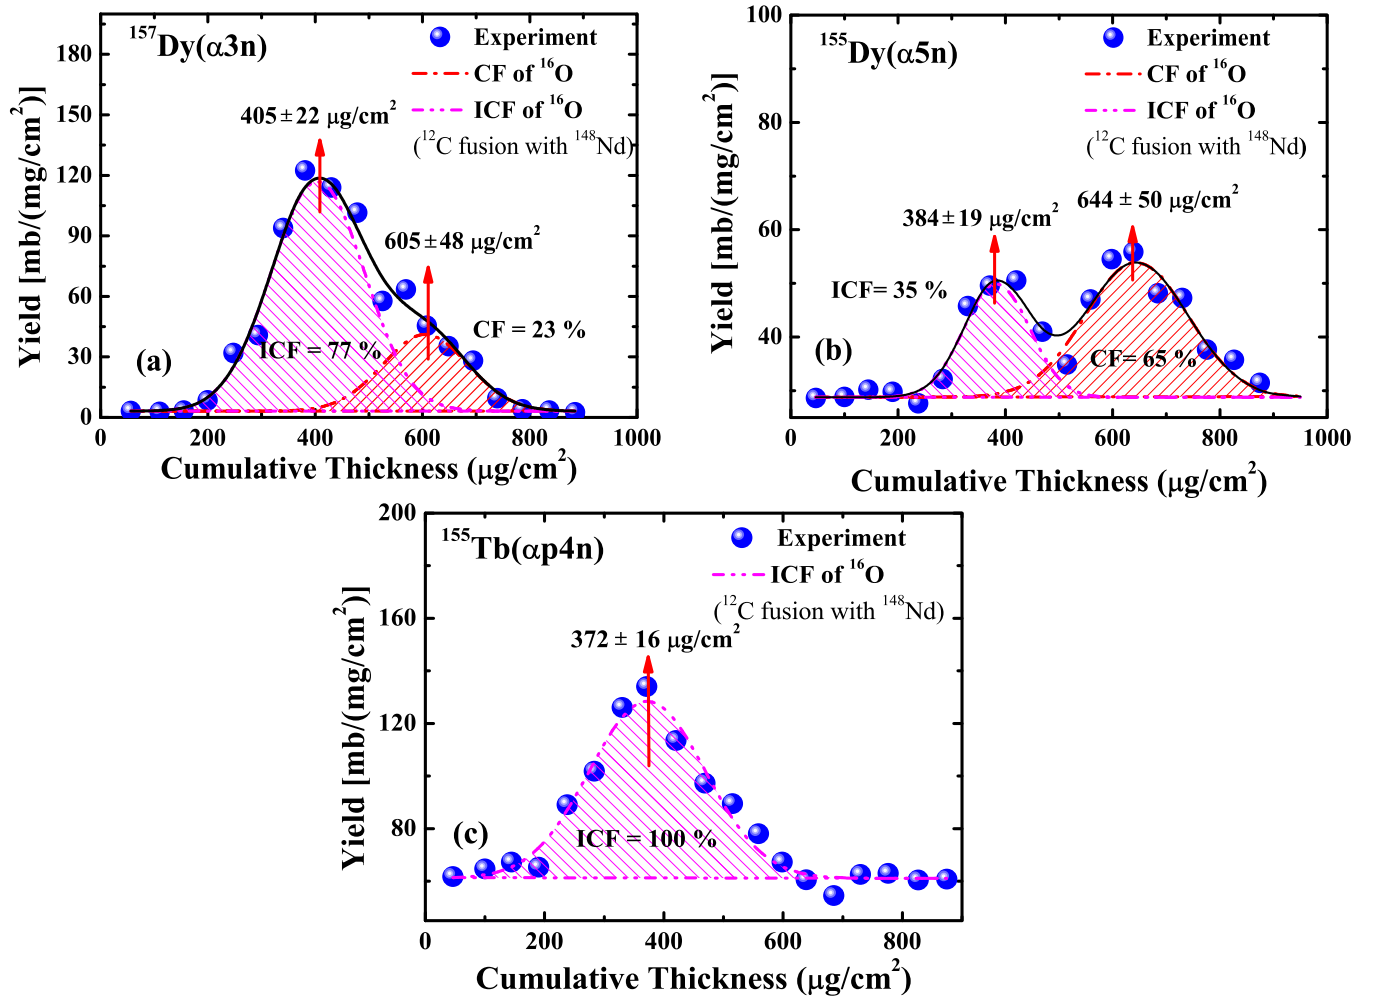 ¹⁵⁷Dy(α3n)
Experiment
CF of ¹⁶O
ICF of ¹⁶O
(¹²C fusion with ¹⁴⁸Nd)
405±22 μg/cm²
605±48 μg/cm²
CF = 23 %
ICF = 77 %
(a)
180
150
120
90
60
30
0
0 200 400 600 800 1000
Yield [mb/(mg/cm²)]
Cumulative Thickness (μg/cm²)
¹⁵⁵Dy(α5n)
Experiment
CF of ¹⁶O
ICF of ¹⁶O
(¹²C fusion with ¹⁴⁸Nd)
384±19 μg/cm²
644 ± 50 μg/cm²
ICF= 35 %
CF= 65 %
(b)
100
80
60
40
0 200 400 600 800 1000
Yield [mb/(mg/cm²)]
Cumulative Thickness (μg/cm²)
¹⁵⁵Tb(αp4n)
Experiment
ICF of ¹⁶O
(¹²C fusion with ¹⁴⁸Nd)
372 ± 16 μg/cm²
ICF = 100 %
(c)
200
160
120
80
0 200 400 600 800
Yield [mb/(mg/cm²)]
Cumulative Thickness (μg/cm²)